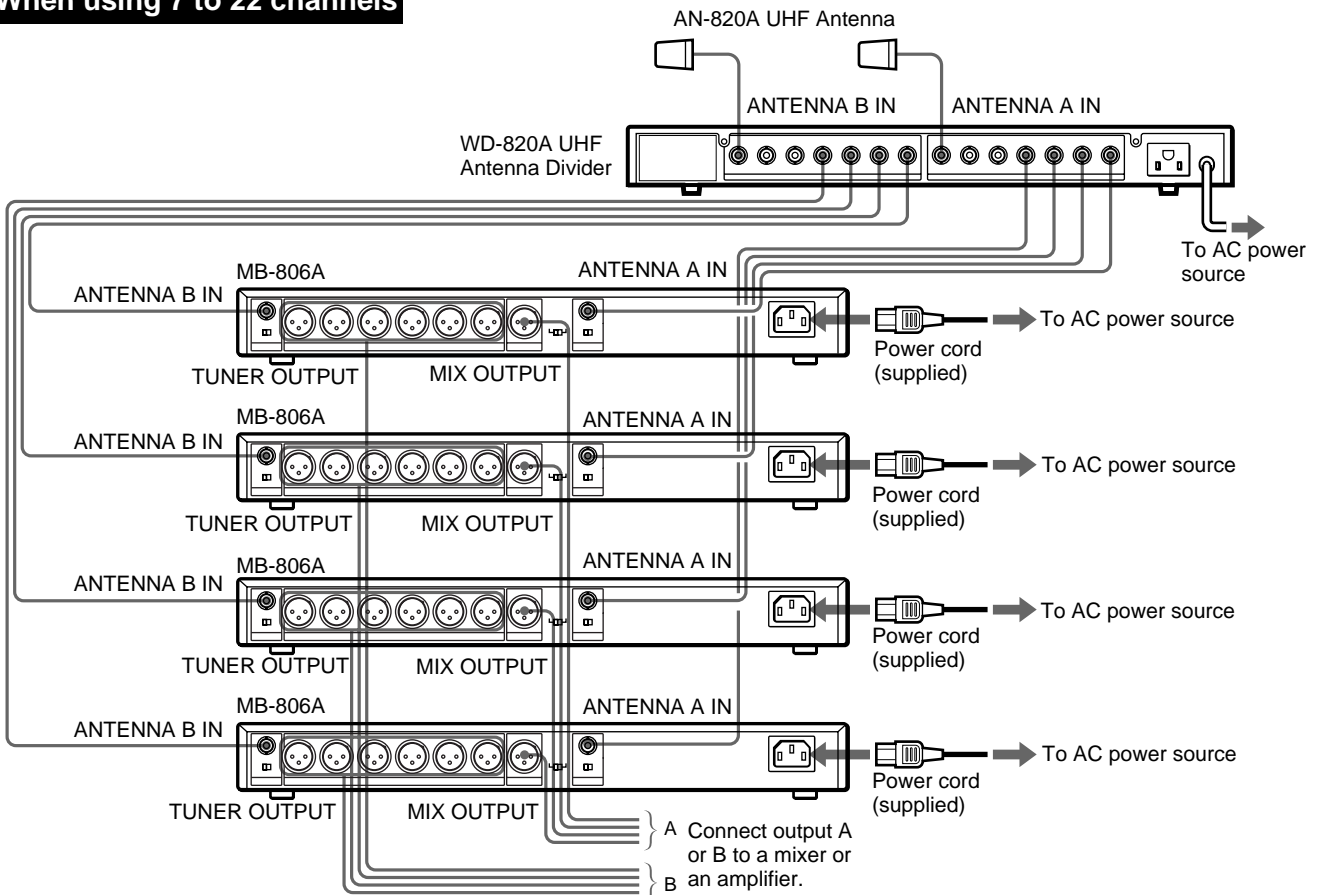 When using 7 to 22 channels
AN-820A UHF Antenna
ANTENNA B IN
ANTENNA A IN
WD-820A UHF
Antenna Divider
To AC power
source
MB-806A
ANTENNA A IN
ANTENNA B IN
To AC power source
Power cord
(supplied)
TUNER OUTPUT
MIX OUTPUT
MB-806A
ANTENNA A IN
ANTENNA B IN
To AC power source
Power cord
(supplied)
TUNER OUTPUT
MIX OUTPUT
MB-806A
ANTENNA A IN
ANTENNA B IN
To AC power source
Power cord
(supplied)
TUNER OUTPUT
MIX OUTPUT
MB-806A
ANTENNA A IN
ANTENNA B IN
To AC power source
Power cord
(supplied)
TUNER OUTPUT
MIX OUTPUT
A
Connect output A
or B to a mixer or
an amplifier.
B